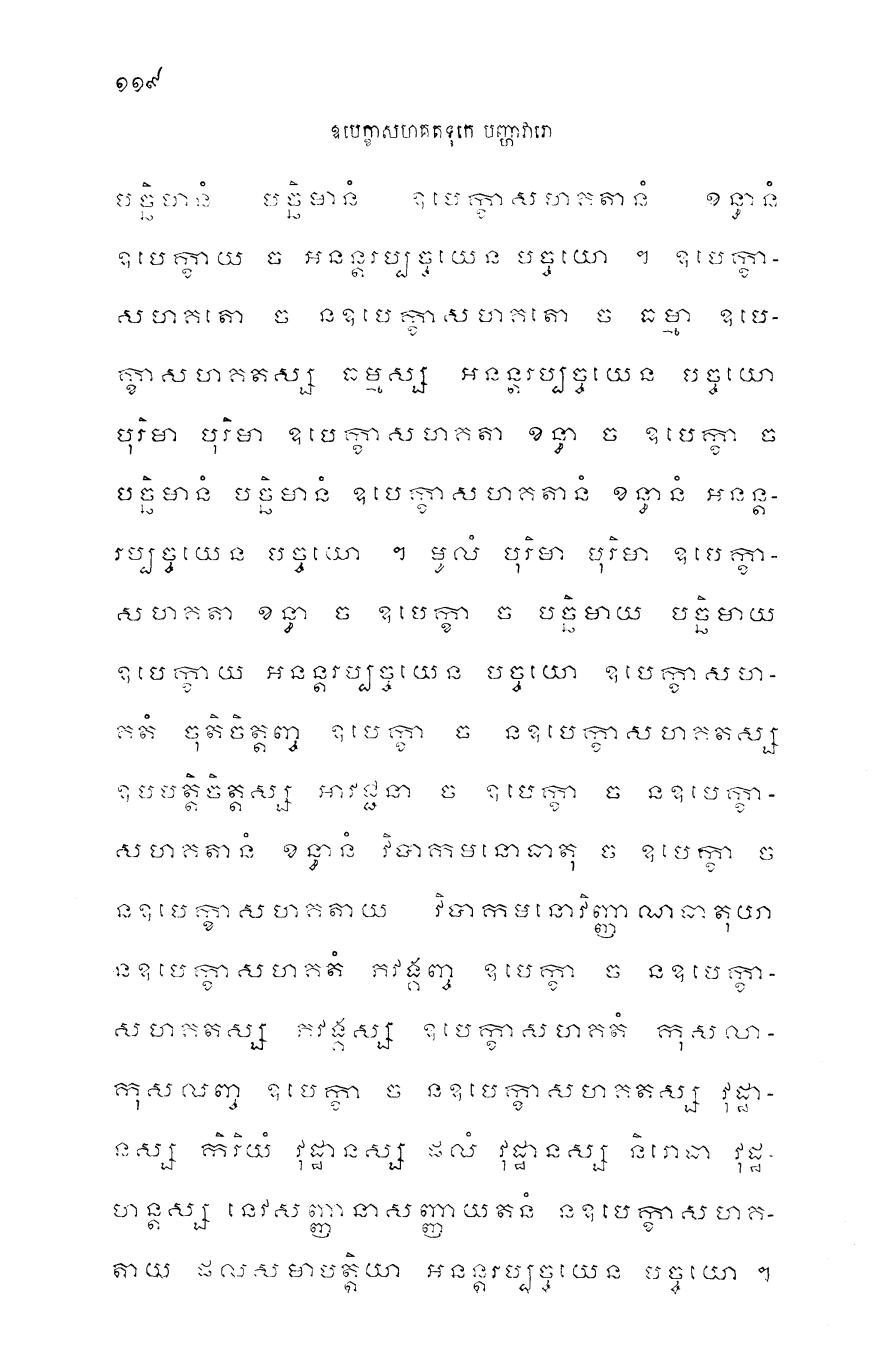 ១១៩
ឧបេក្ខាសហគតទុកេ បញ្ហាវារោ
បច្ឆិមានំ បច្ឆិមានំ ឧបេក្ខាសហគតានំ ខន្ធានំ
ឧបេក្ខាយ ច អនន្តរប្បច្ចយេន បច្ចយោ ។ ឧបេក្ខា-
សហគតោ ច នឧបេក្ខាសហគតោ ច ធម្មា ឧបេ-
ក្ខាសហគតស្ស ធម្មស្ស អនន្តរប្បច្ចយេន បច្ចយោ
បុរិមា បុរិមា ឧបេក្ខាសហគតា ខន្ធា ច ឧបេក្ខា ច
បច្ឆិមានំ បច្ឆិមានំ ឧបេក្ខាសហគតានំ ខន្ធានំ អនន្ត-
រប្បច្ចយេន បច្ចយោ ។ មូលំ បុរិមា បុរិមា ឧបេក្ខា-
សហគតា ខន្ធា ច ឧបេក្ខា ច បច្ឆិមាយ បច្ឆិមាយ
ឧបេក្ខាយ អនន្តរប្បច្ចយេន បច្ចយោ ឧបេក្ខាសហ-
គតំ ចុតិចិត្តញ្ច ឧបេក្ខា ច នឧបេក្ខាសហគតស្ស
ឧបបត្តិចិត្តស្ស អាវជ្ជនា ច ឧបេក្ខា ច នឧបេក្ខា-
សហគតានំ ខន្ធានំ វិបាកមនោធាតុ ច ឧបេក្ខា ច
នឧបេក្ខាសហគតាយ វិបាកមនោវិញ្ញាណធាតុយា
នឧបេក្ខាសហគតំ ភវង្គញ្ច ឧបេក្ខា ច នឧបេក្ខា-
សហគតស្ស ភវង្គស្ស ឧបេក្ខាសហគតំ កុសលា-
កុសលញ្ច ឧបេក្ខា ច នឧបេក្ខាសហគតស្ស វុដ្ឋា-
នស្ស កិរិយំ វុដ្ឋានស្ស ផលំ វុដ្ឋានស្ស និរោធា វុដ្ឋ-
ហន្តស្ស នេវសញ្ញានាសញ្ញាយតនំ នឧបេក្ខាសហគ-
តាយ ផលសមាបត្តិយា អនន្តរប្បច្ចយេន បច្ចយោ ។